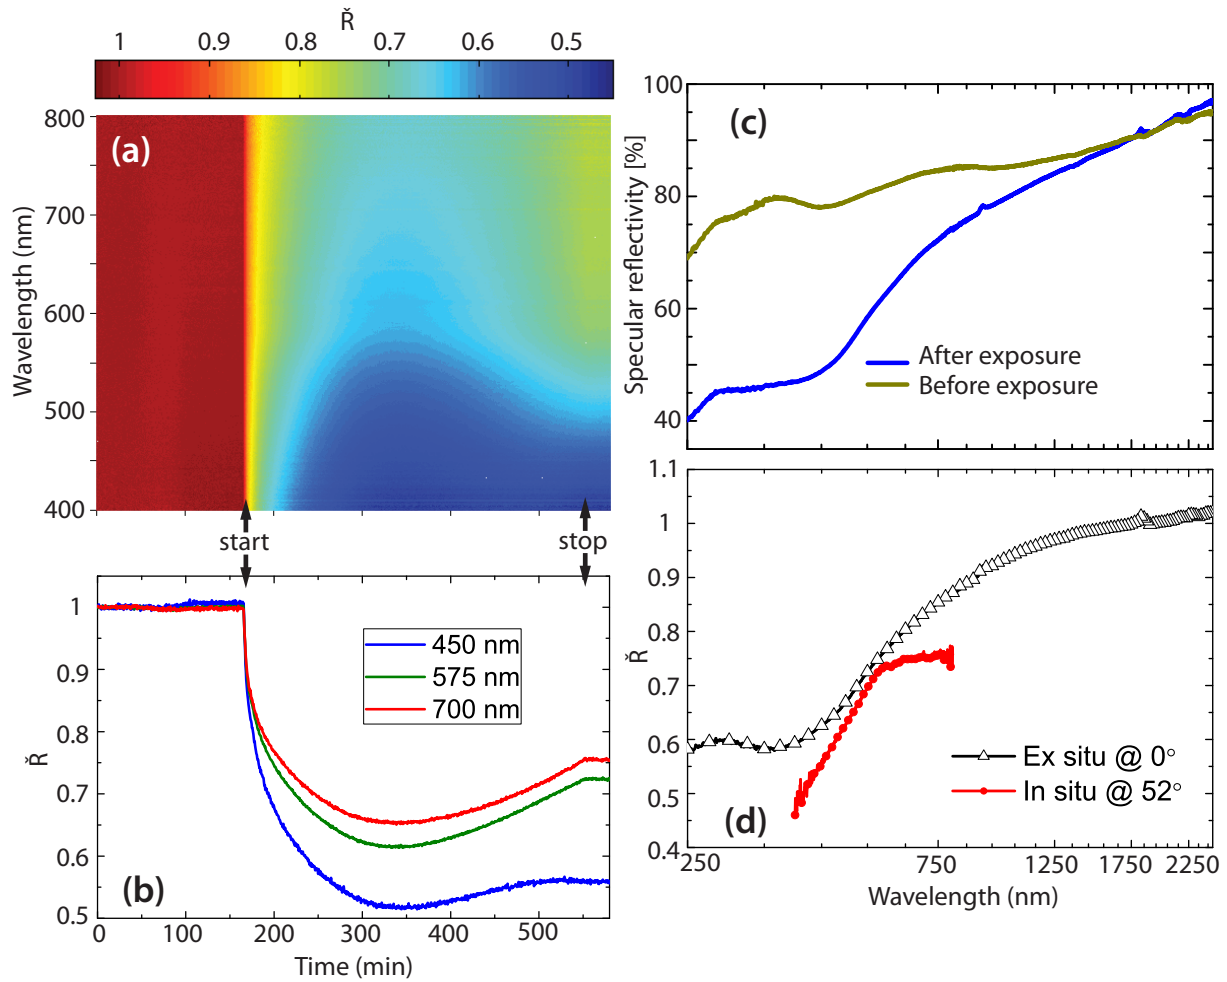 Ř
1 0.9 0.8 0.7 0.6 0.5
(a)
800
700
600
500
400
Wavelength (nm)
start
stop
1
0.9
0.8
0.7
0.6
0.5
Ř
450 nm
575 nm
700 nm
(b)
0 100 200 300 400 500
Time (min)
100
80
60
40
Specular reflectivity [%]
(c)
After exposure
Before exposure
1.1
1
0.9
0.8
0.7
0.6
0.5
0.4
Ř
Ex situ @ 0°
In situ @ 52°
(d)
250 750 1250 1750 2250
Wavelength (nm)